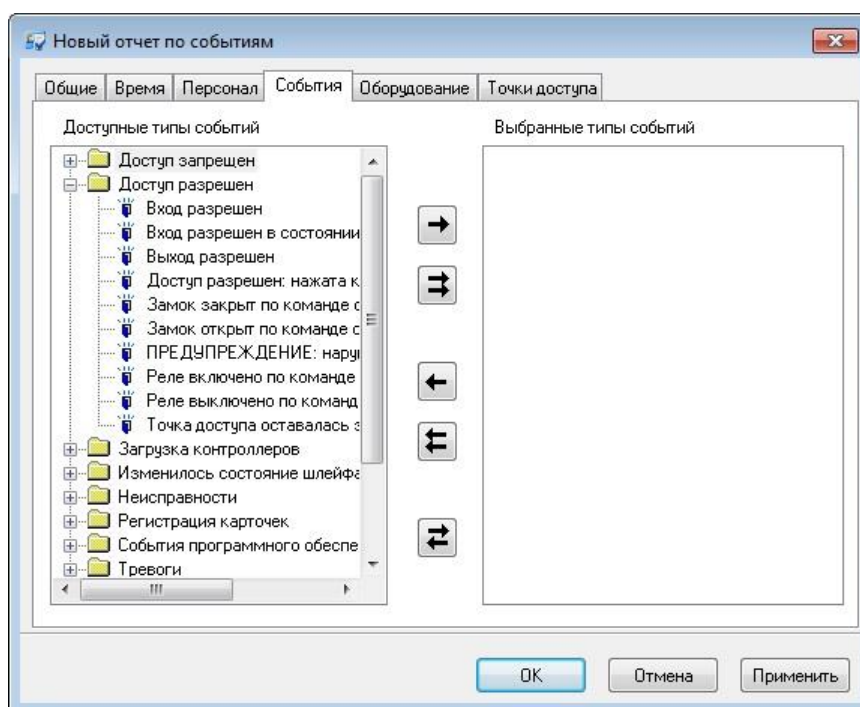 Новый отчет по событиям
Общие Время Персонал События Оборудование Точки доступа
Доступные типы событий
Выбранные типы событий
Доступ запрещен
Доступ разрешен
Вход разрешен
Вход разрешен в состоянии
Выход разрешен
Доступ разрешен: нажата к
Замок закрыт по команде о
Замок открыт по команде о
ПРЕДУПРЕЖДЕНИЕ: нару
Реле включено по команде
Реле выключено по команд
Точка доступа оставалась з
Загрузка контроллеров
Изменилось состояние шлейфа
Неисправности
Регистрация карточек
События программного обеспе
Тревоги
OK Отмена Применить